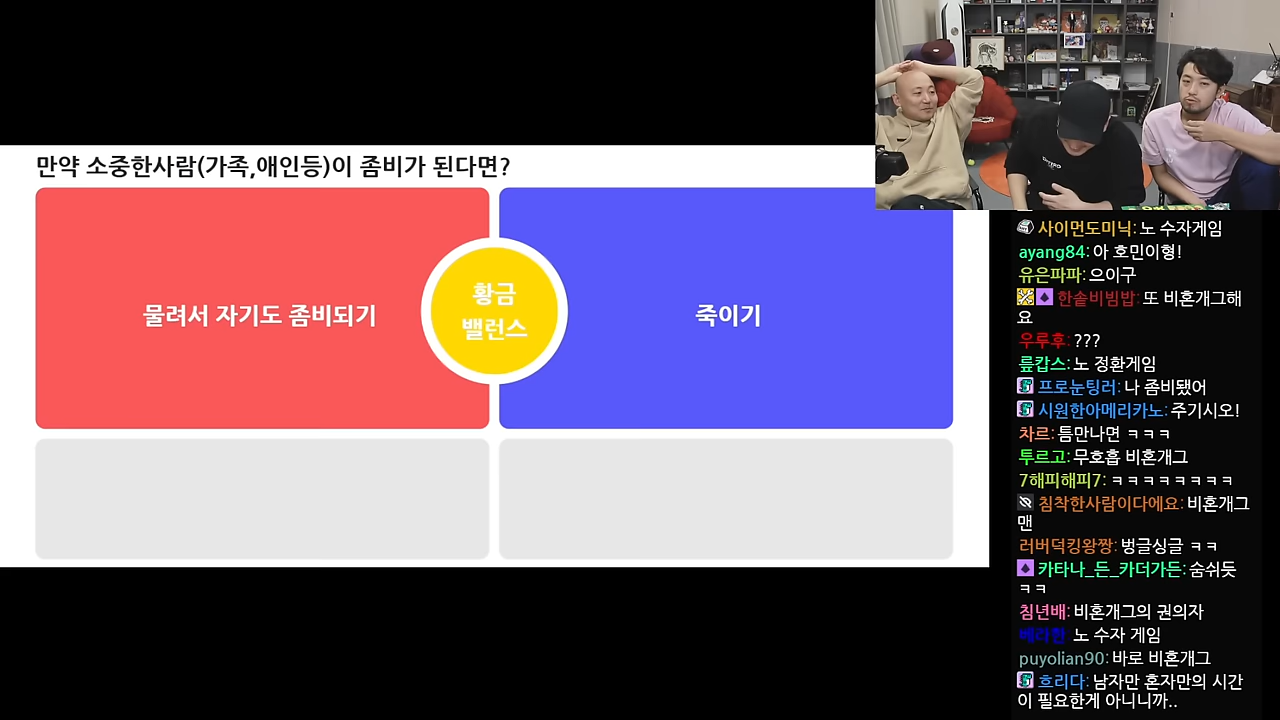 만약 소중한사람(가족,애인등)이 좀비가 된다면?
물려서 자기도 좀비되기
황금
밸런스
죽이기
사이먼도미닉: 노 수자게임
ayang84: 아 호민이형!
유은파파: 으이구
한솥비빔밥: 또 비혼개그해
요
우루후: ???
릎캅스: 노 정환게임
프로눈팅러: 나 좀비됐어
시원한아메리카노: 주기시오!
차르: 틈만나면 ㅋㅋㅋ
투르고: 무호흡 비혼개그
7해피해피7: ㅋㅋㅋㅋㅋㅋㅋㅋ
침착한사람이다에요: 비혼개그
맨
러버덕킹왕짱: 벙글싱글 ㅋㅋ
카타나_든_카더가든: 숨쉬듯
ㅋㅋ
침년배: 비혼개그의 권의자
베라한: 노 수자 게임
puyolian90: 바로 비혼개그
흐리다: 남자만 혼자만의 시간
이 필요한게 아니니까..